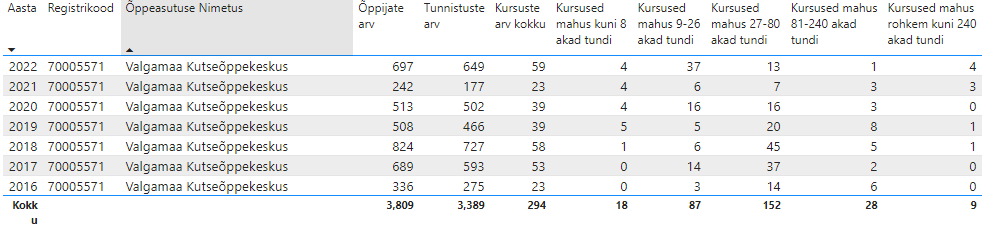 Aasta Registrikood Õppeasutuse Nimetus Õppijate arv Tunnistuste arv Kursuste arv kokku Kursused mahus kuni 8 akad tundi Kursused mahus 9-26 akad tundi Kursused mahus 27-80 akad tundi Kursused mahus 81-240 akad tundi Kursused mahus rohkem kuni 240 akad tundi
2022 70005571 Valgamaa Kutseõppekeskus 697 649 59 4 37 13 1 4
2021 70005571 Valgamaa Kutseõppekeskus 242 177 23 4 6 7 3 3
2020 70005571 Valgamaa Kutseõppekeskus 513 502 39 4 16 16 3 0
2019 70005571 Valgamaa Kutseõppekeskus 508 466 39 5 5 20 8 1
2018 70005571 Valgamaa Kutseõppekeskus 824 727 58 1 6 45 5 1
2017 70005571 Valgamaa Kutseõppekeskus 689 593 53 0 14 37 2 0
2016 70005571 Valgamaa Kutseõppekeskus 336 275 23 0 3 14 6 0
Kokku 3,809 3,389 294 18 87 152 28 9